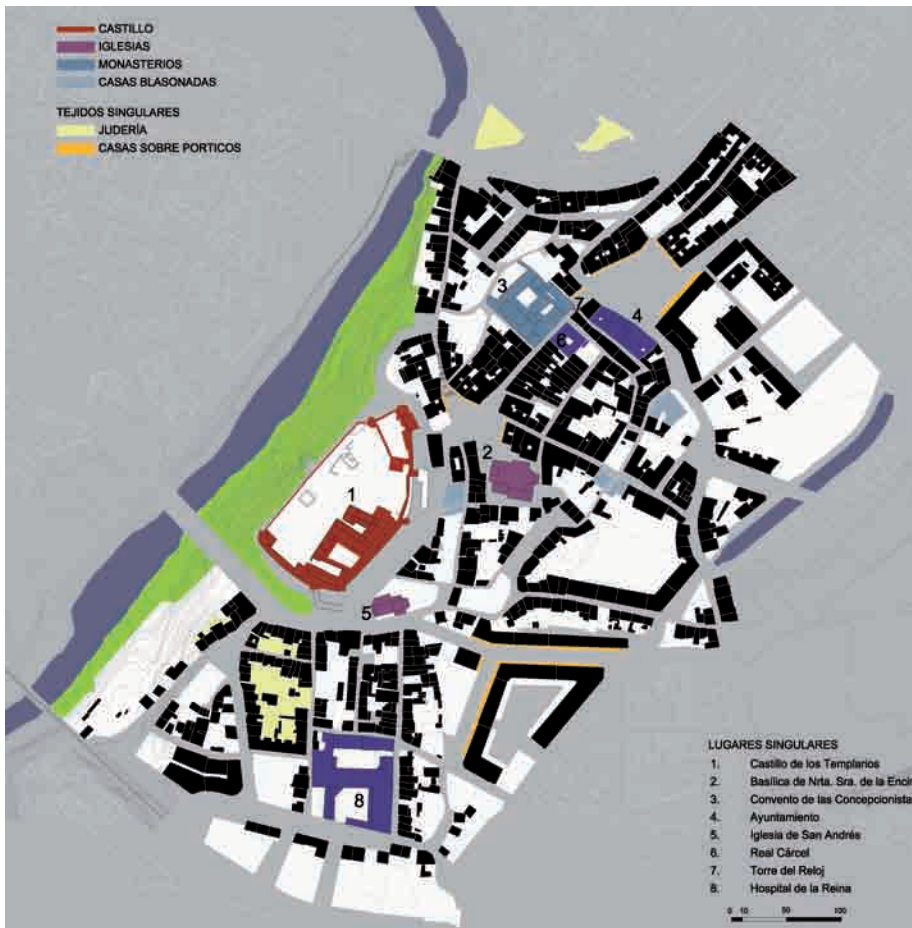 CASTILLO
IGLESIAS
MONASTERIOS
CASAS BLASONADAS
TEJIDOS SINGULARES
JUDERÍA
CASAS SOBRE PORTICOS
3
7
4
6
2
1
5
8
LUGARES SINGULARES
1. Castillo de los Templarios
2. Basílica de Nrta. Sra. de la Encin
3. Convento de las Concepcionista
4. Ayuntamiento
5. Iglesia de San Andrés
6. Real Cárcel
7. Torre del Reloj
8. Hospital de la Reina
0 10 50 100